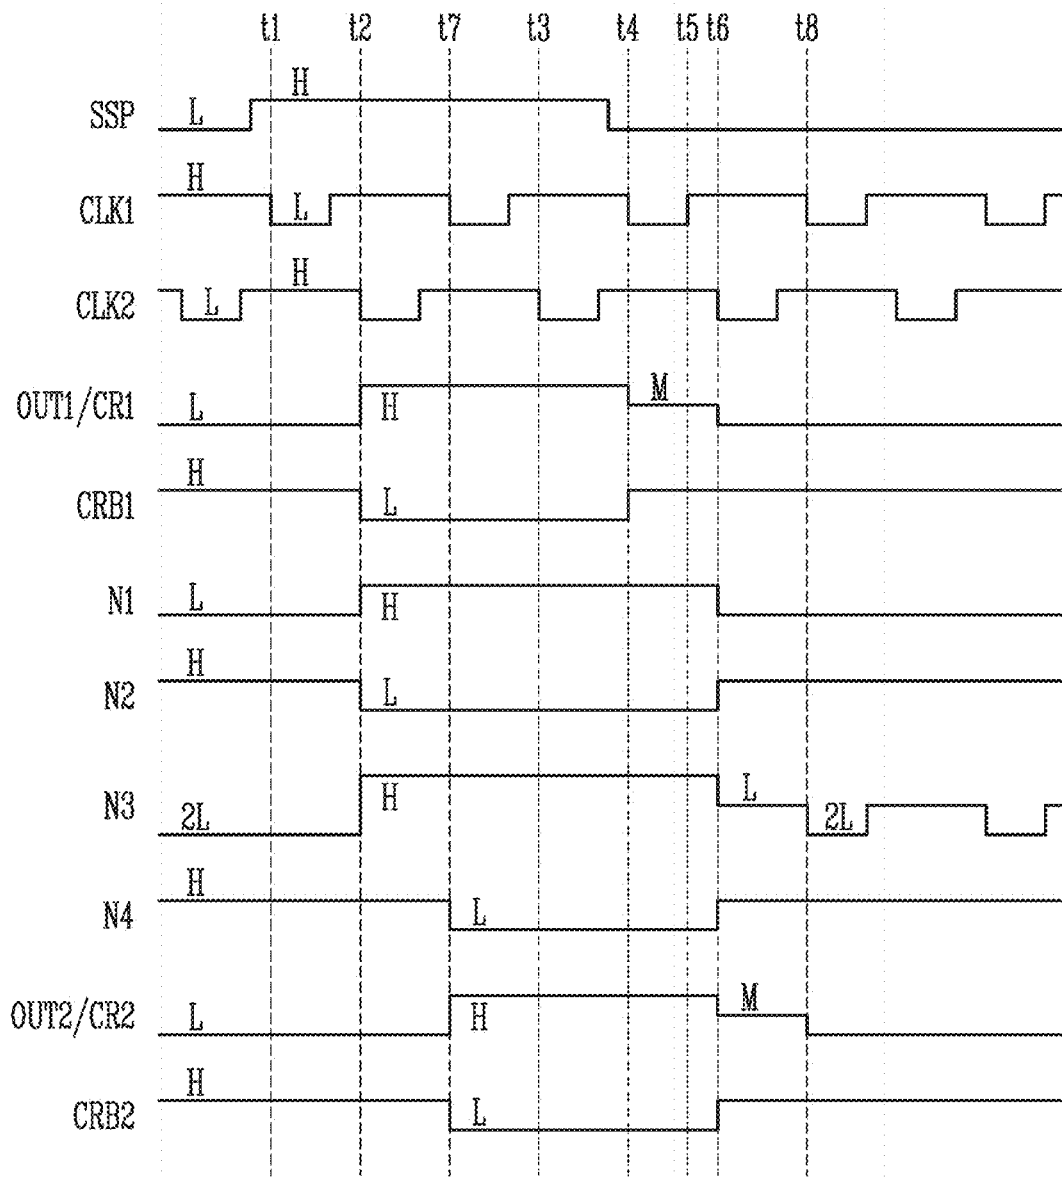 t1 t2 t7 t3 t4 t5 t6 t8
SSP L H
CLK1 H L
CLK2 L H
OUT1/CR1 L H M
CRB1 H L
N1 L H
N2 H L
N3 2L H L 2L
N4 H L
OUT2/CR2 L H M
CRB2 H L